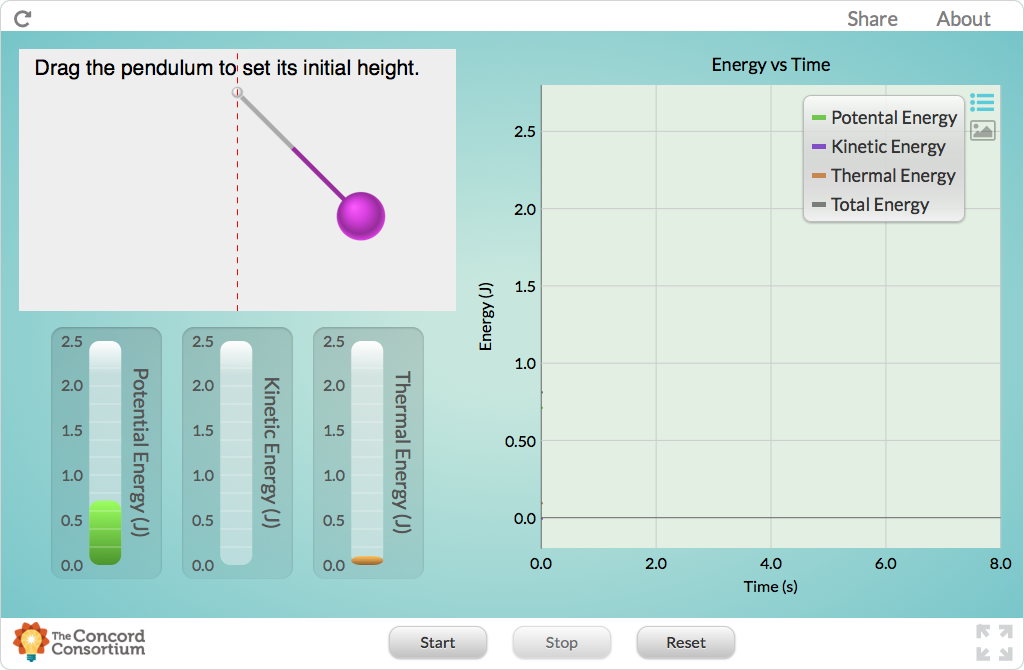 Share About
Drag the pendulum to set its initial height.
2.5
2.0
1.5
1.0
0.5
0.0
Potential Energy (J)
2.5
2.0
1.5
1.0
0.5
0.0
Kinetic Energy (J)
2.5
2.0
1.5
1.0
0.5
0.0
Thermal Energy (J)
Energy vs Time
Potental Energy
Kinetic Energy
Thermal Energy
Total Energy
Energy (J)
2.5
2.0
1.5
1.0
0.50
0.0
0.0 2.0 4.0 6.0 8.0
Time (s)
The Concord
Consortium
Start Stop Reset